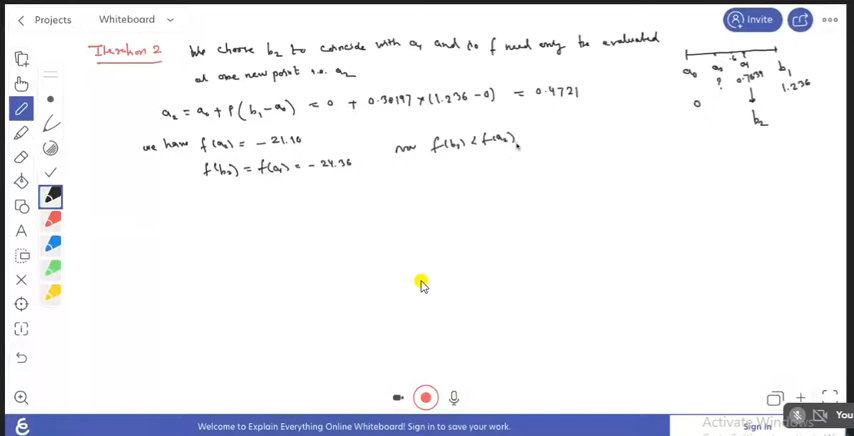 Projects Whiteboard Invite
Iteration 2 We choose b2 to coincide with a1 and so f need only be evaluated
at one new point i.e. a2
a2 = a0 + ρ(b1 - a0) = 0 + 0.38197 × (1.236 - 0) = 0.4721
we have f(a2) = -21.10
f(b2) = f(a1) = -24.36
now f(b2) < f(a2),
.6
a0 a2 a1 b1
? 0.7639 1.236
0
b2
A
Activate Windows
You
Welcome to Explain Everything Online Whiteboard! Sign in to save your work.
Sign in